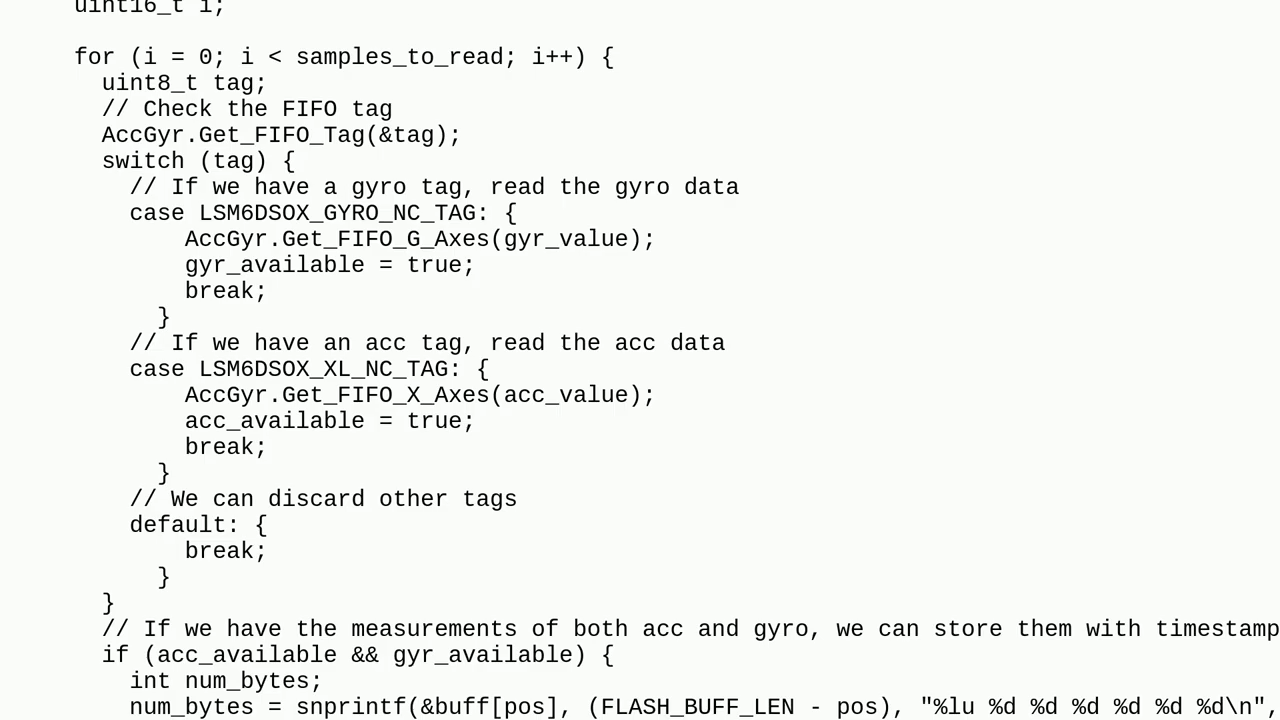 uint16_t i;
for (i = 0; i < samples_to_read; i++) {
uint8_t tag;
// Check the FIFO tag
AccGyr.Get_FIFO_Tag(&tag);
switch (tag) {
// If we have a gyro tag, read the gyro data
case LSM6DSOX_GYRO_NC_TAG: {
AccGyr.Get_FIFO_G_Axes(gyr_value);
gyr_available = true;
break;
}
// If we have an acc tag, read the acc data
case LSM6DSOX_XL_NC_TAG: {
AccGyr.Get_FIFO_X_Axes(acc_value);
acc_available = true;
break;
}
// We can discard other tags
default: {
break;
}
}
// If we have the measurements of both acc and gyro, we can store them with timestamp
if (acc_available && gyr_available) {
int num_bytes;
num_bytes = snprintf(&buff[pos], (FLASH_BUFF_LEN - pos), "%lu %d %d %d %d %d %d\n",